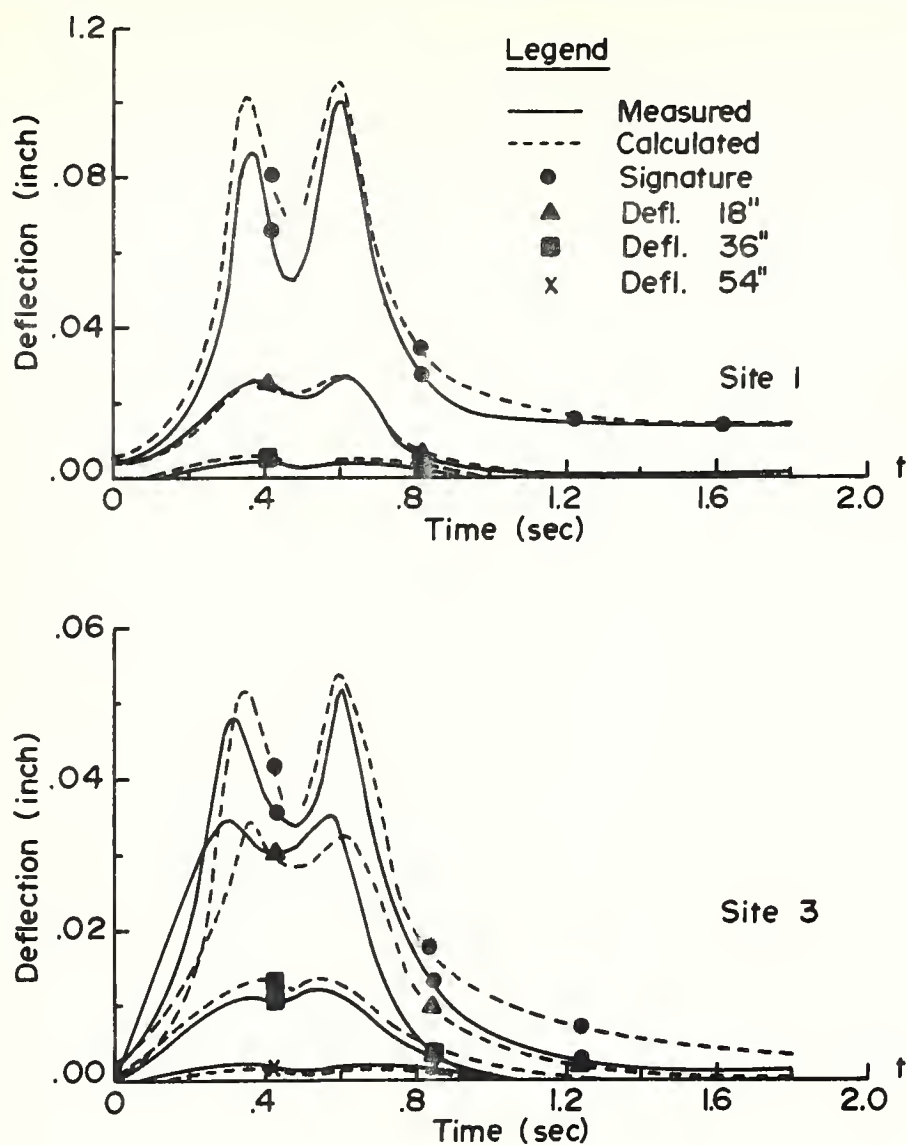 1.2
.08
.04
.00
Deflection (inch)
Legend
Measured
Calculated
Signature
Defl. 18"
Defl. 36"
x Defl. 54"
Site 1
0 .4 .8 1.2 1.6 2.0 t
Time (sec)
.06
.04
.02
.00
Deflection (inch)
Site 3
0 .4 .8 1.2 1.6 2.0 t
Time (sec)